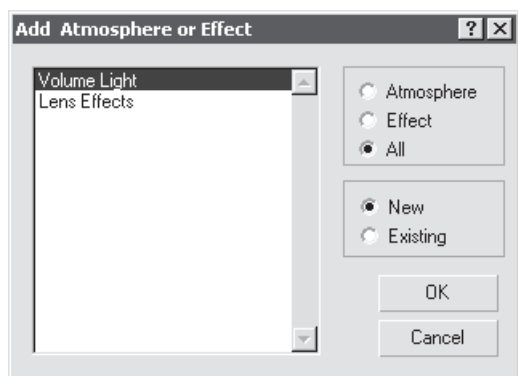 Add Atmosphere or Effect
Volume Light
Lens Effects
Atmosphere
Effect
All
New
Existing
OK
Cancel